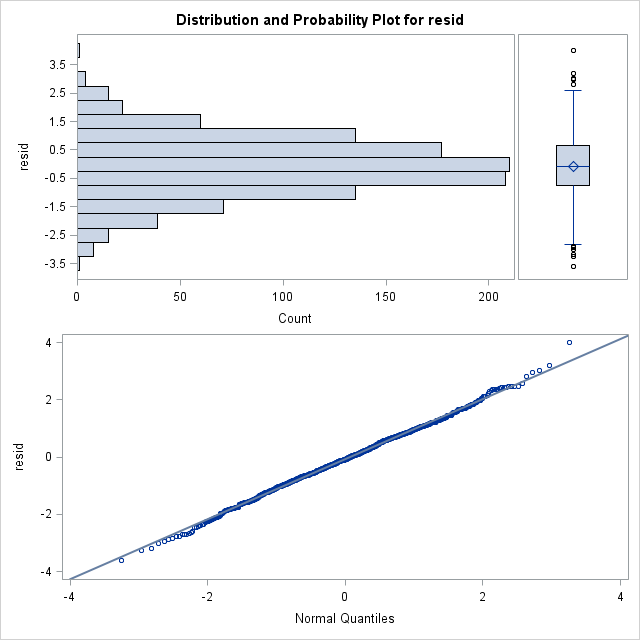 Distribution and Probability Plot for resid
resid
3.5
2.5
1.5
0.5
-0.5
-1.5
-2.5
-3.5
0 50 100 150 200
Count
resid
4
2
0
-2
-4
-4 -2 0 2 4
Normal Quantiles